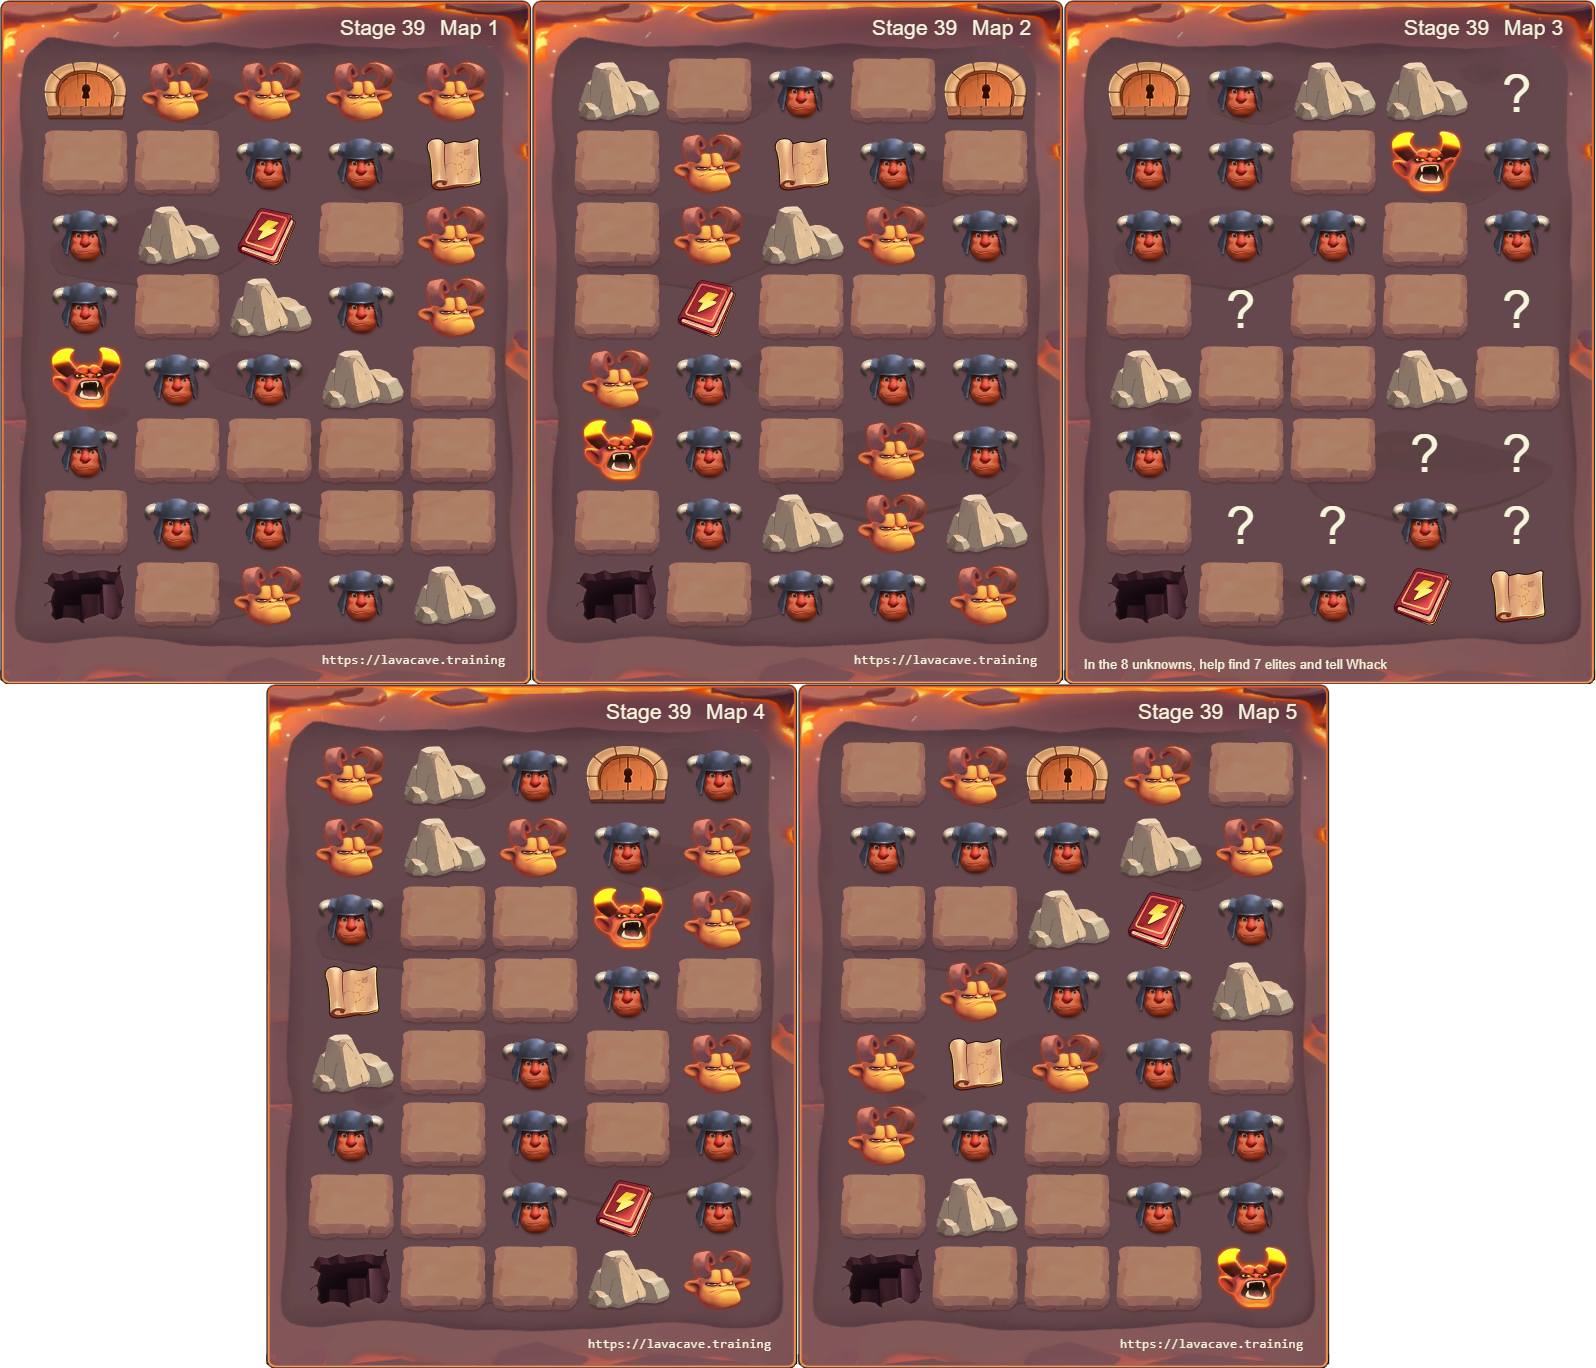 Stage 39 Map 1
https://lavacave.training
Stage 39 Map 2
https://lavacave.training
Stage 39 Map 3
?
? ?
? ?
? ? ?
In the 8 unknowns, help find 7 elites and tell Whack
Stage 39 Map 4
https://lavacave.training
Stage 39 Map 5
https://lavacave.training